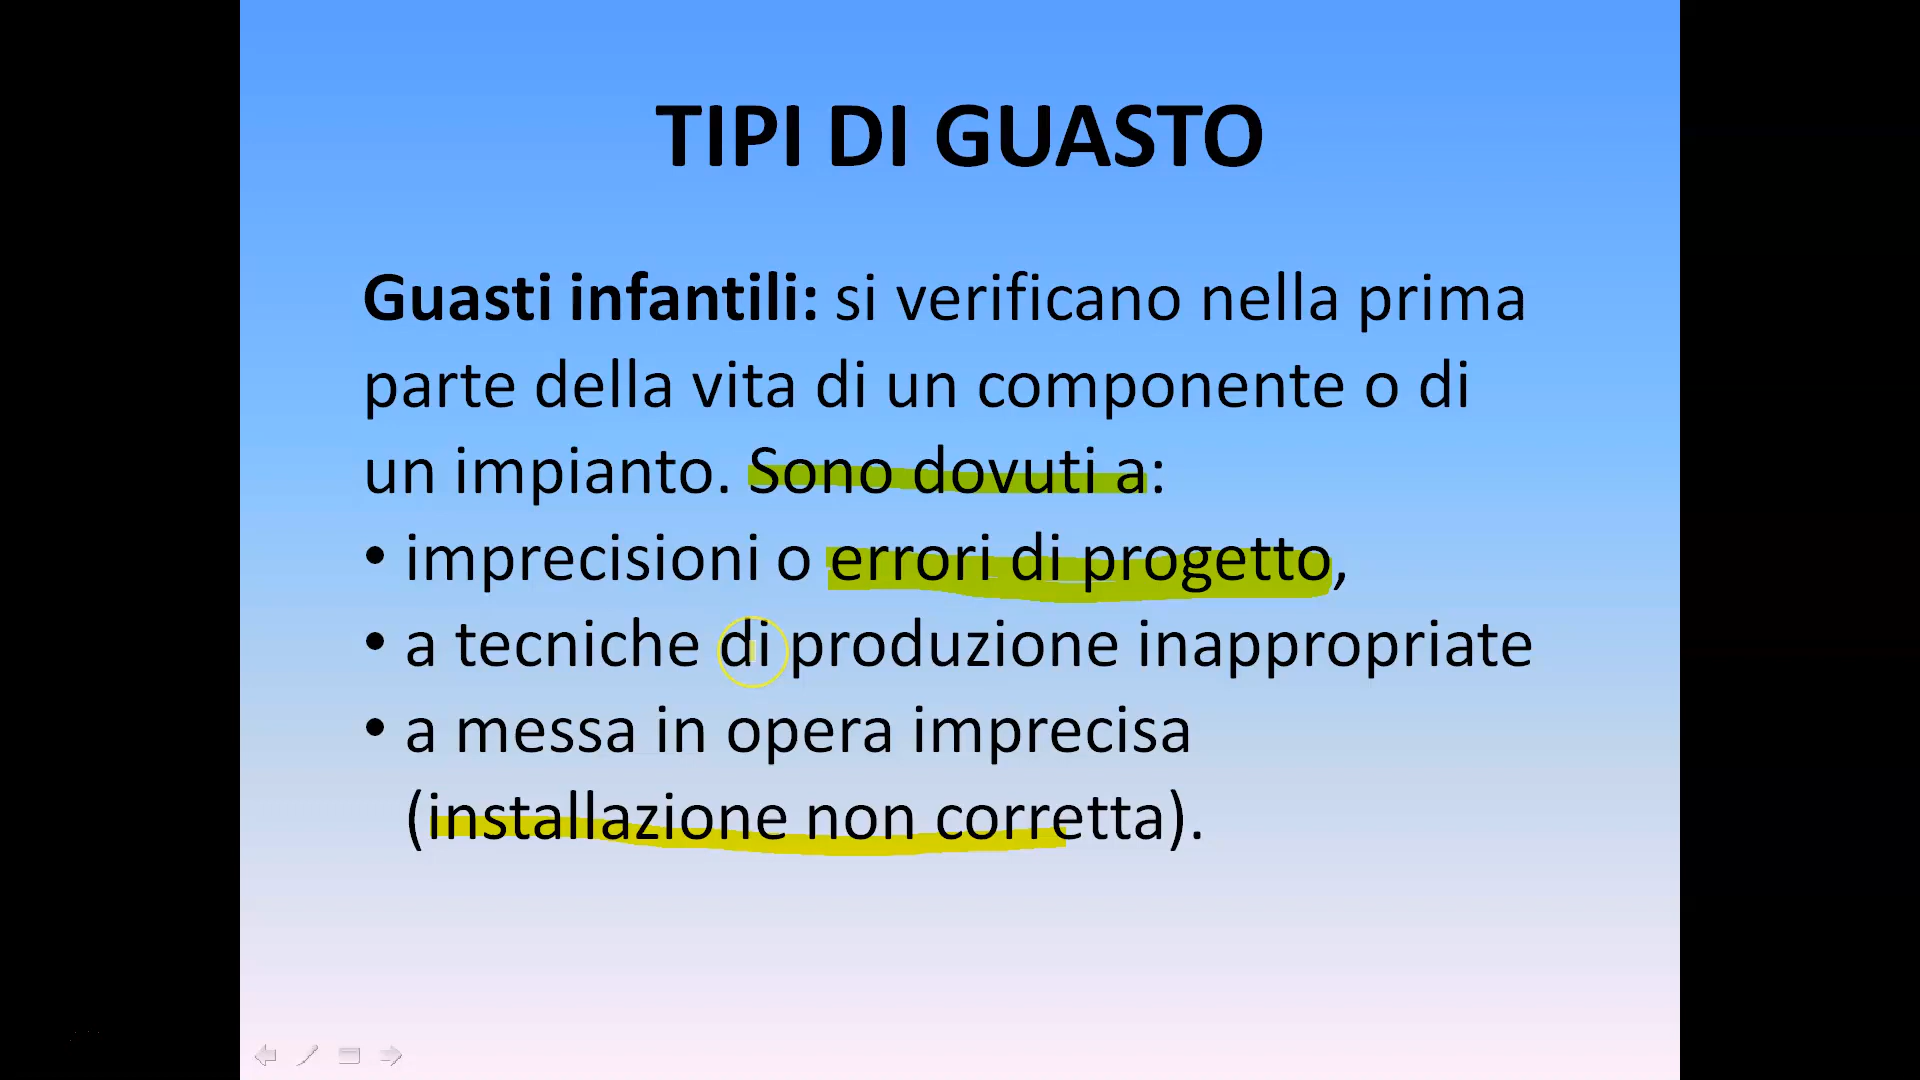 TIPI DI GUASTO
Guasti infantili: si verificano nella prima
parte della vita di un componente o di
un impianto. Sono dovuti a:
• imprecisioni o errori di progetto,
• a tecniche di produzione inappropriate
• a messa in opera imprecisa
(installazione non corretta).